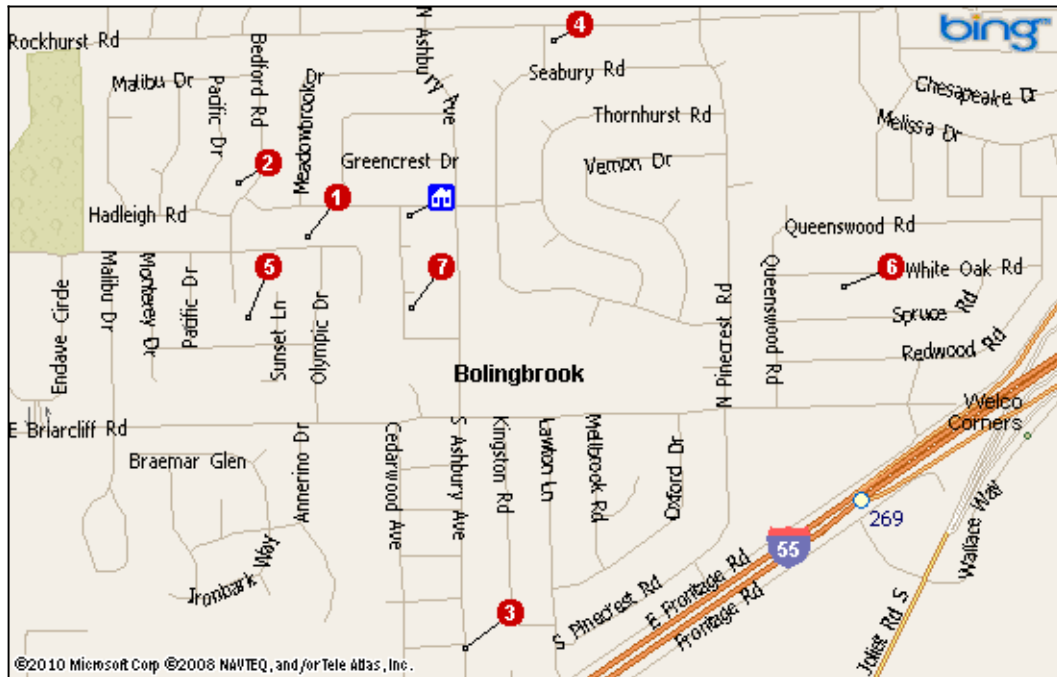 bing™
4
Rockhurst Rd
Bedford Rd
N Ashbury Ave
Seabury Rd
Malibu Dr
Pacific Dr
Meadowbrook Dr
Chesapeake Dr
Thornhurst Rd
Melissa Dr
2
Greencrest Dr
Vernon Dr
1
Hadleigh Rd
Queenswood Rd
5
7
6
White Oak Rd
Endave Circle
Malibu Dr
Monterey Dr
Pacific Dr
Sunset Ln
Olympic Dr
N Pinecrest Rd
Queenswood Rd
Spruce Rd
Redwood Rd
Bolingbrook
Welco
Corners
E Briarcliff Rd
Braemar Glen
Annerino Dr
Cedarwood Ave
S Ashbury Ave
Kingston Rd
Lawton Ln
Mellbrook Rd
Oxford Dr
269
55
Wallace Way
Ironbark Way
3
S Pinecrest Rd
E Frontage Rd
Frontage Rd
Joliet Rd S
©2010 Microsoft Corp ©2008 NAVTEQ, and/or Tele Atlas, Inc.